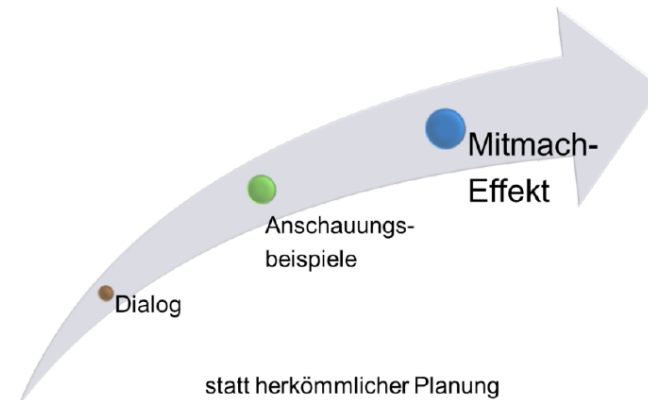 Mitmach-
Effekt
Anschauungs-
beispiele
Dialog
statt herkömmlicher Planung